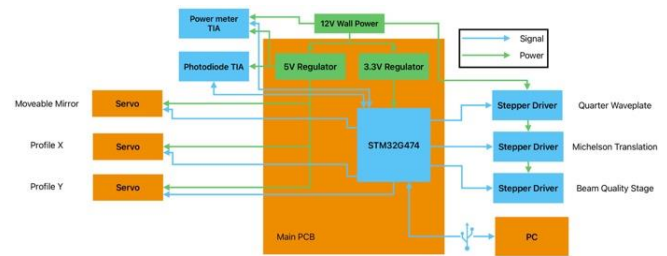 Power meter
TIA
12V Wall Power
Signal
Power
Photodiode TIA
5V Regulator
3.3V Regulator
Moveable Mirror
Servo
Stepper Driver
Quarter Waveplate
Profile X
Servo
STM32G474
Stepper Driver
Michelson Translation
Profile Y
Servo
Stepper Driver
Beam Quality Stage
Main PCB
PC